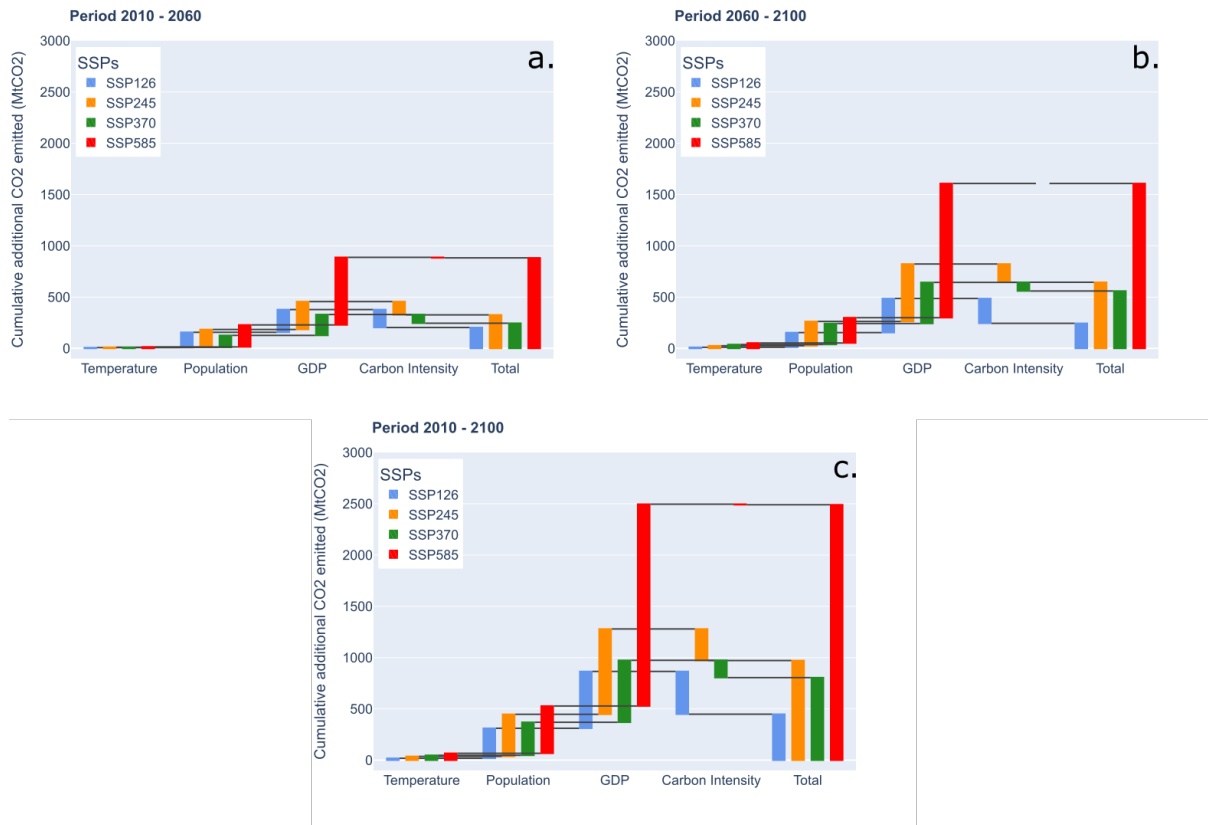 Period 2010 - 2060
Cumulative additional CO2 emitted (MtCO2)
3000
2500
2000
1500
1000
500
0
SSPs
SSP126
SSP245
SSP370
SSP585
a.
Temperature Population GDP Carbon Intensity Total
Period 2060 - 2100
Cumulative additional CO2 emitted (MtCO2)
3000
2500
2000
1500
1000
500
0
SSPs
SSP126
SSP245
SSP370
SSP585
b.
Temperature Population GDP Carbon Intensity Total
Period 2010 - 2100
Cumulative additional CO2 emitted (MtCO2)
3000
2500
2000
1500
1000
500
0
SSPs
SSP126
SSP245
SSP370
SSP585
c.
Temperature Population GDP Carbon Intensity Total